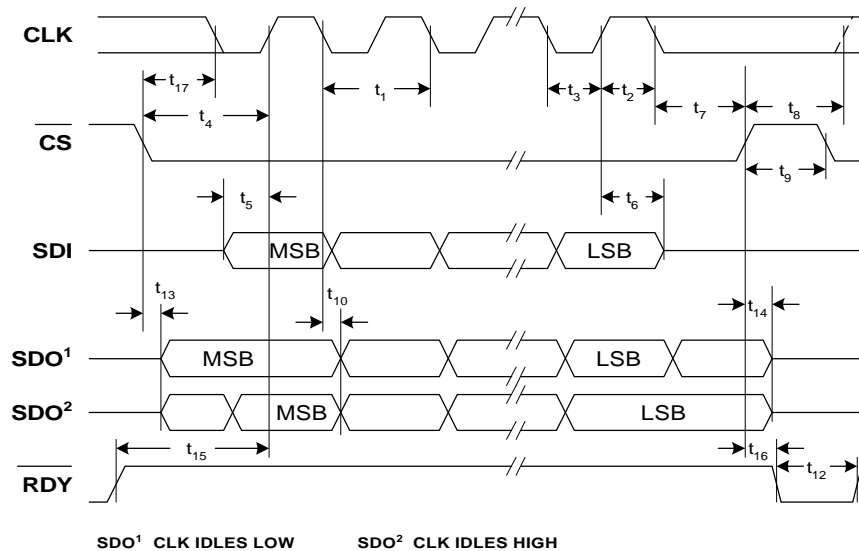 CLK
t17
t1
t3
t2
t4
t7
t8
CS
t9
t5
t6
SDI
MSB
LSB
t13
t10
t14
SDO1
MSB
LSB
SDO2
MSB
LSB
t15
t16
t12
RDY
SDO1 CLK IDLES LOW
SDO2 CLK IDLES HIGH